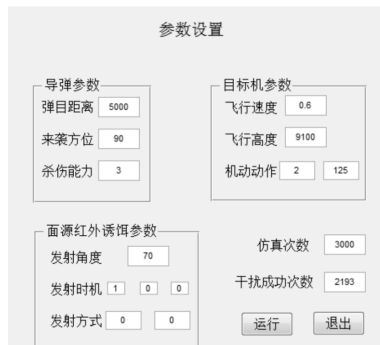 参数设置
导弹参数
弹目距离 5000
来袭方位 90
杀伤能力 3
目标机参数
飞行速度 0.6
飞行高度 9100
机动动作 2 125
面源红外诱饵参数
发射角度 70
发射时机 1 0 0
发射方式 0 0
仿真次数 3000
干扰成功次数 2193
运行 退出